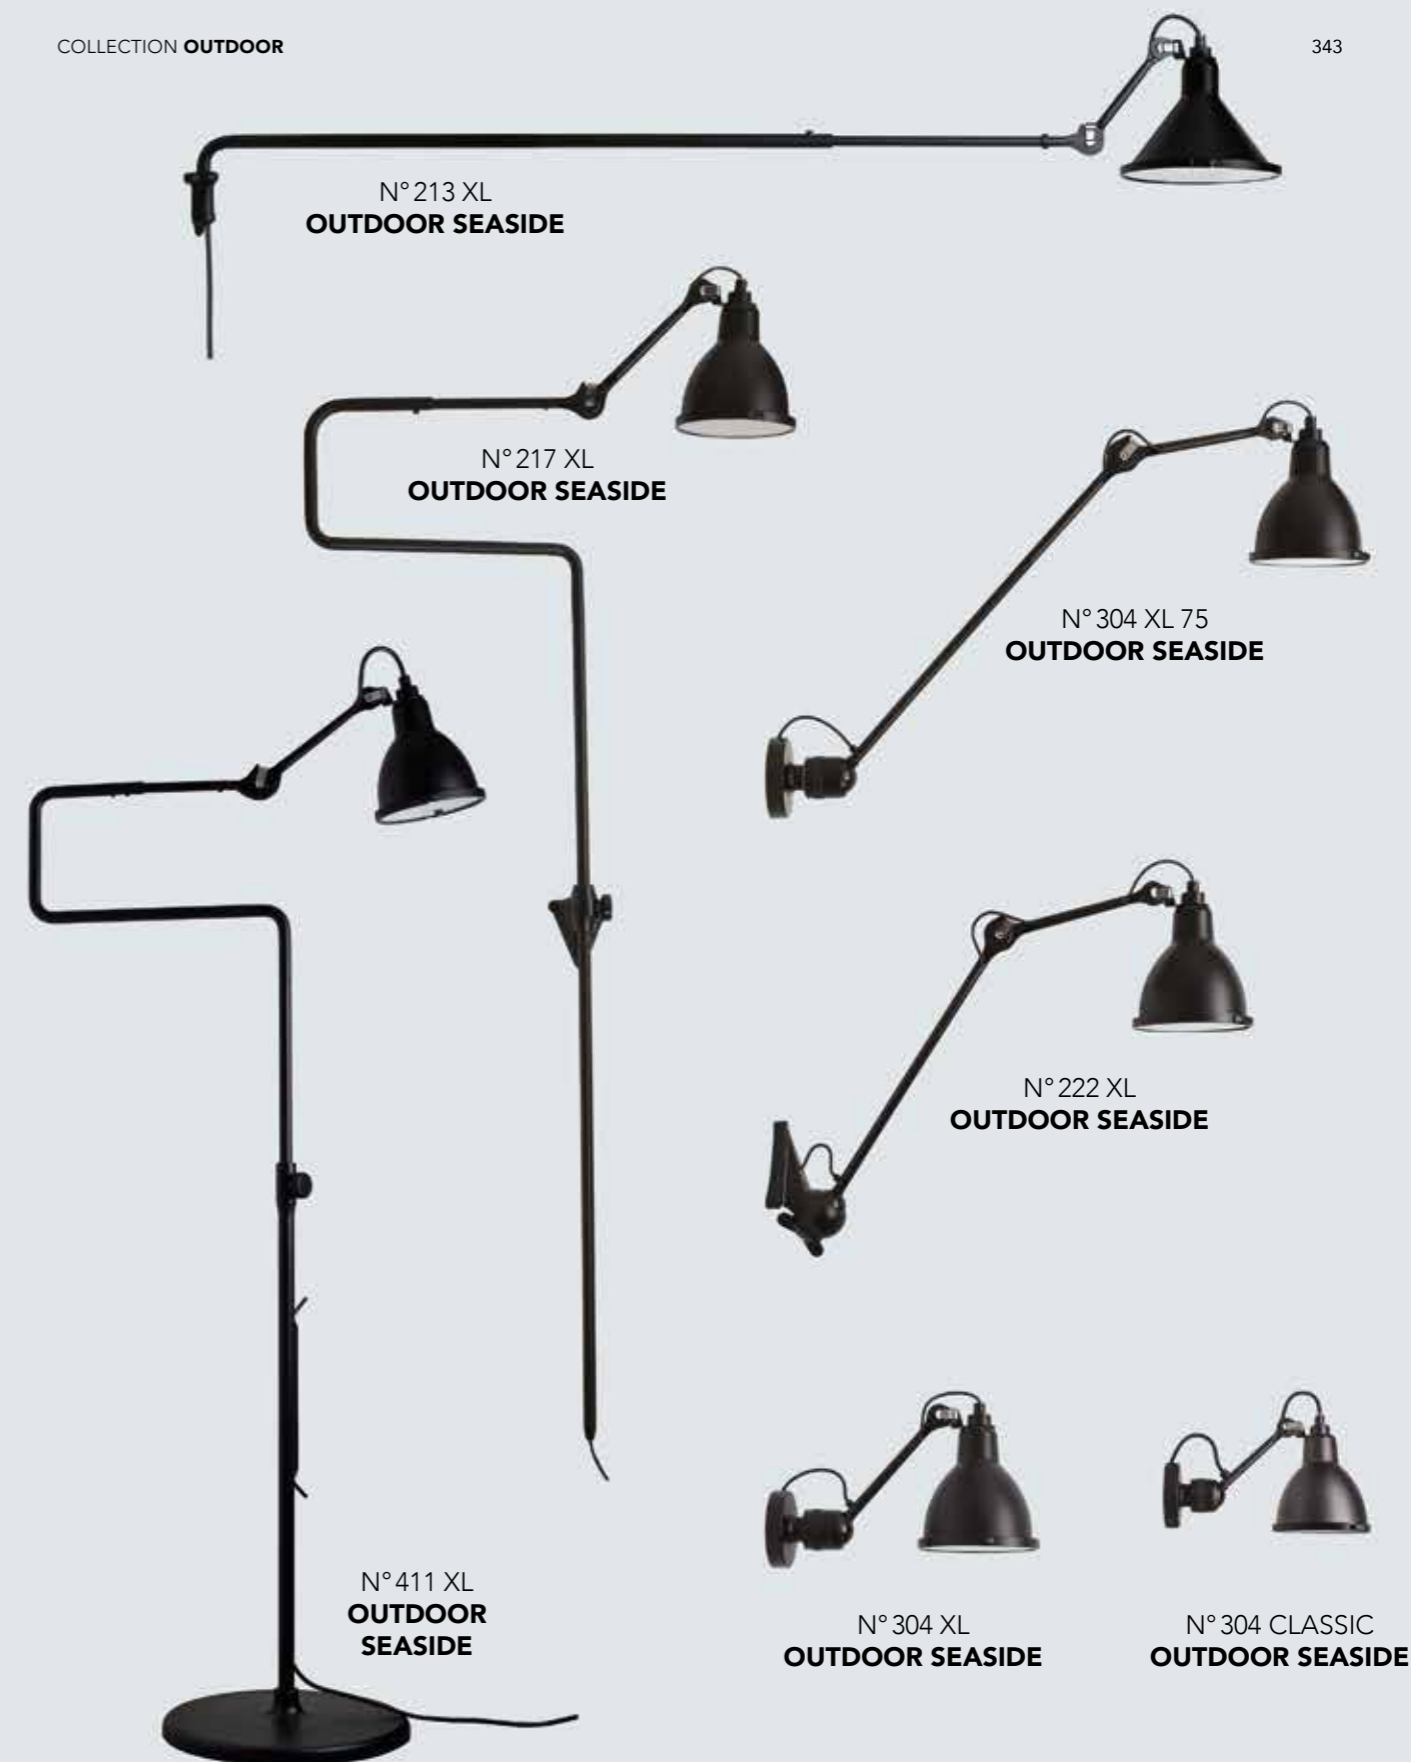 COLLECTION OUTDOOR
343
N° 213 XL
OUTDOOR SEASIDE
N° 217 XL
OUTDOOR SEASIDE
N° 304 XL 75
OUTDOOR SEASIDE
N° 222 XL
OUTDOOR SEASIDE
N° 411 XL
OUTDOOR
SEASIDE
N° 304 XL
OUTDOOR SEASIDE
N° 304 CLASSIC
OUTDOOR SEASIDE